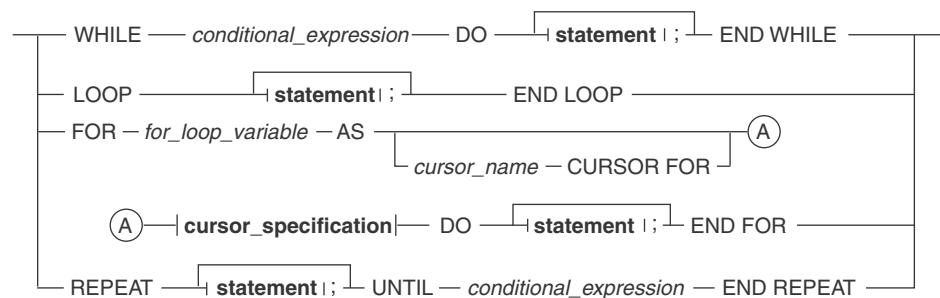 WHILE conditional_expression DO statement ; END WHILE
LOOP statement ; END LOOP
FOR for_loop_variable AS A
cursor_name CURSOR FOR
A cursor_specification DO statement ; END FOR
REPEAT statement ; UNTIL conditional_expression END REPEAT